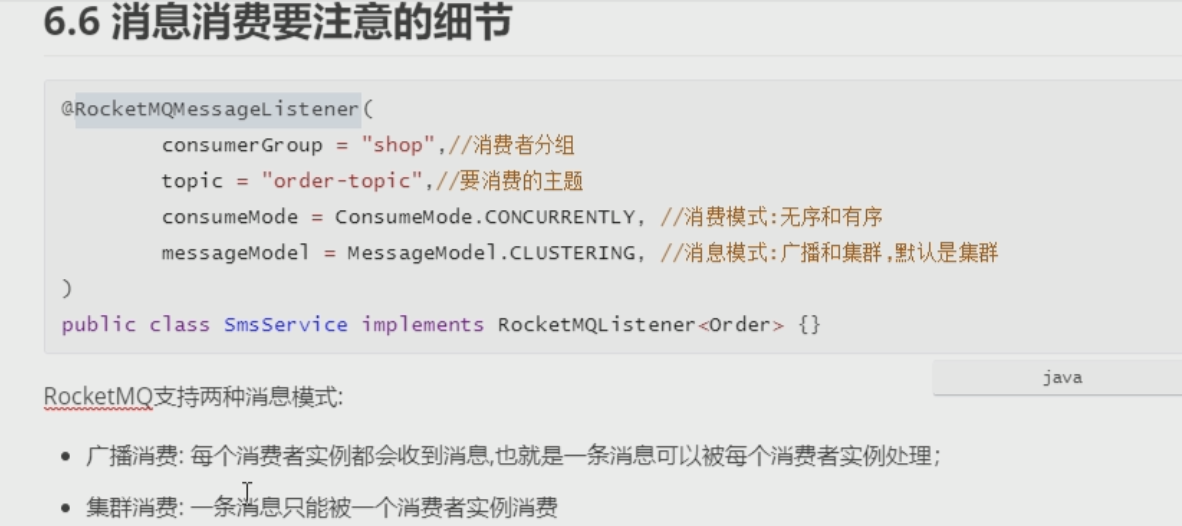 6.6 消息消费要注意的细节
@RocketMQMessageListener(
consumerGroup = "shop",//消费者分组
topic = "order-topic",//要消费的主题
consumeMode = ConsumeMode.CONCURRENTLY, //消费模式:无序和有序
messageModel = MessageModel.CLUSTERING, //消息模式:广播和集群,默认是集群
)
public class SmsService implements RocketMQListener<Order> {}
java
RocketMQ支持两种消息模式:
广播消费: 每个消费者实例都会收到消息,也就是一条消息可以被每个消费者实例处理;
集群消费: 一条消息只能被一个消费者实例消费